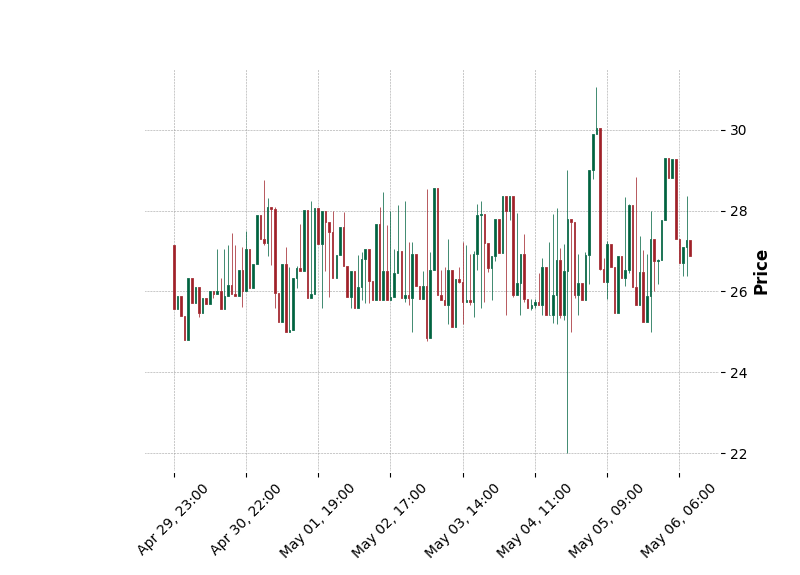 30
28
26
24
22
Price
Apr 29, 23:00
Apr 30, 22:00
May 01, 19:00
May 02, 17:00
May 03, 14:00
May 04, 11:00
May 05, 09:00
May 06, 06:00